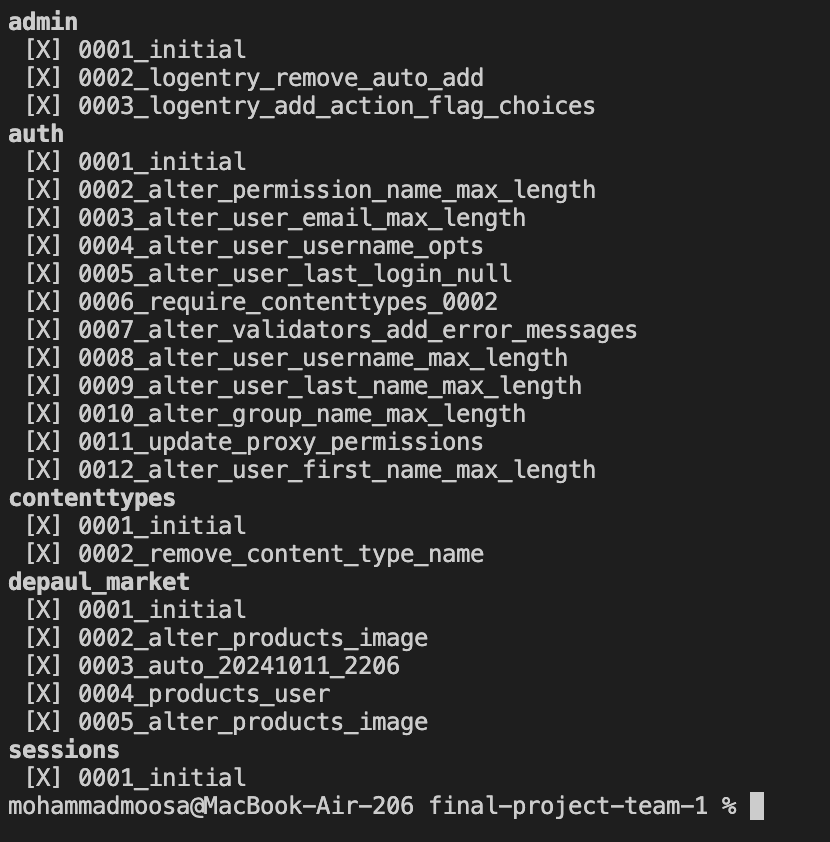 admin
[X] 0001_initial
[X] 0002_logentry_remove_auto_add
[X] 0003_logentry_add_action_flag_choices
auth
[X] 0001_initial
[X] 0002_alter_permission_name_max_length
[X] 0003_alter_user_email_max_length
[X] 0004_alter_user_username_opts
[X] 0005_alter_user_last_login_null
[X] 0006_require_contenttypes_0002
[X] 0007_alter_validators_add_error_messages
[X] 0008_alter_user_username_max_length
[X] 0009_alter_user_last_name_max_length
[X] 0010_alter_group_name_max_length
[X] 0011_update_proxy_permissions
[X] 0012_alter_user_first_name_max_length
contenttypes
[X] 0001_initial
[X] 0002_remove_content_type_name
depaul_market
[X] 0001_initial
[X] 0002_alter_products_image
[X] 0003_auto_20241011_2206
[X] 0004_products_user
[X] 0005_alter_products_image
sessions
[X] 0001_initial
mohammadmoosa@MacBook-Air-206 final-project-team-1 %